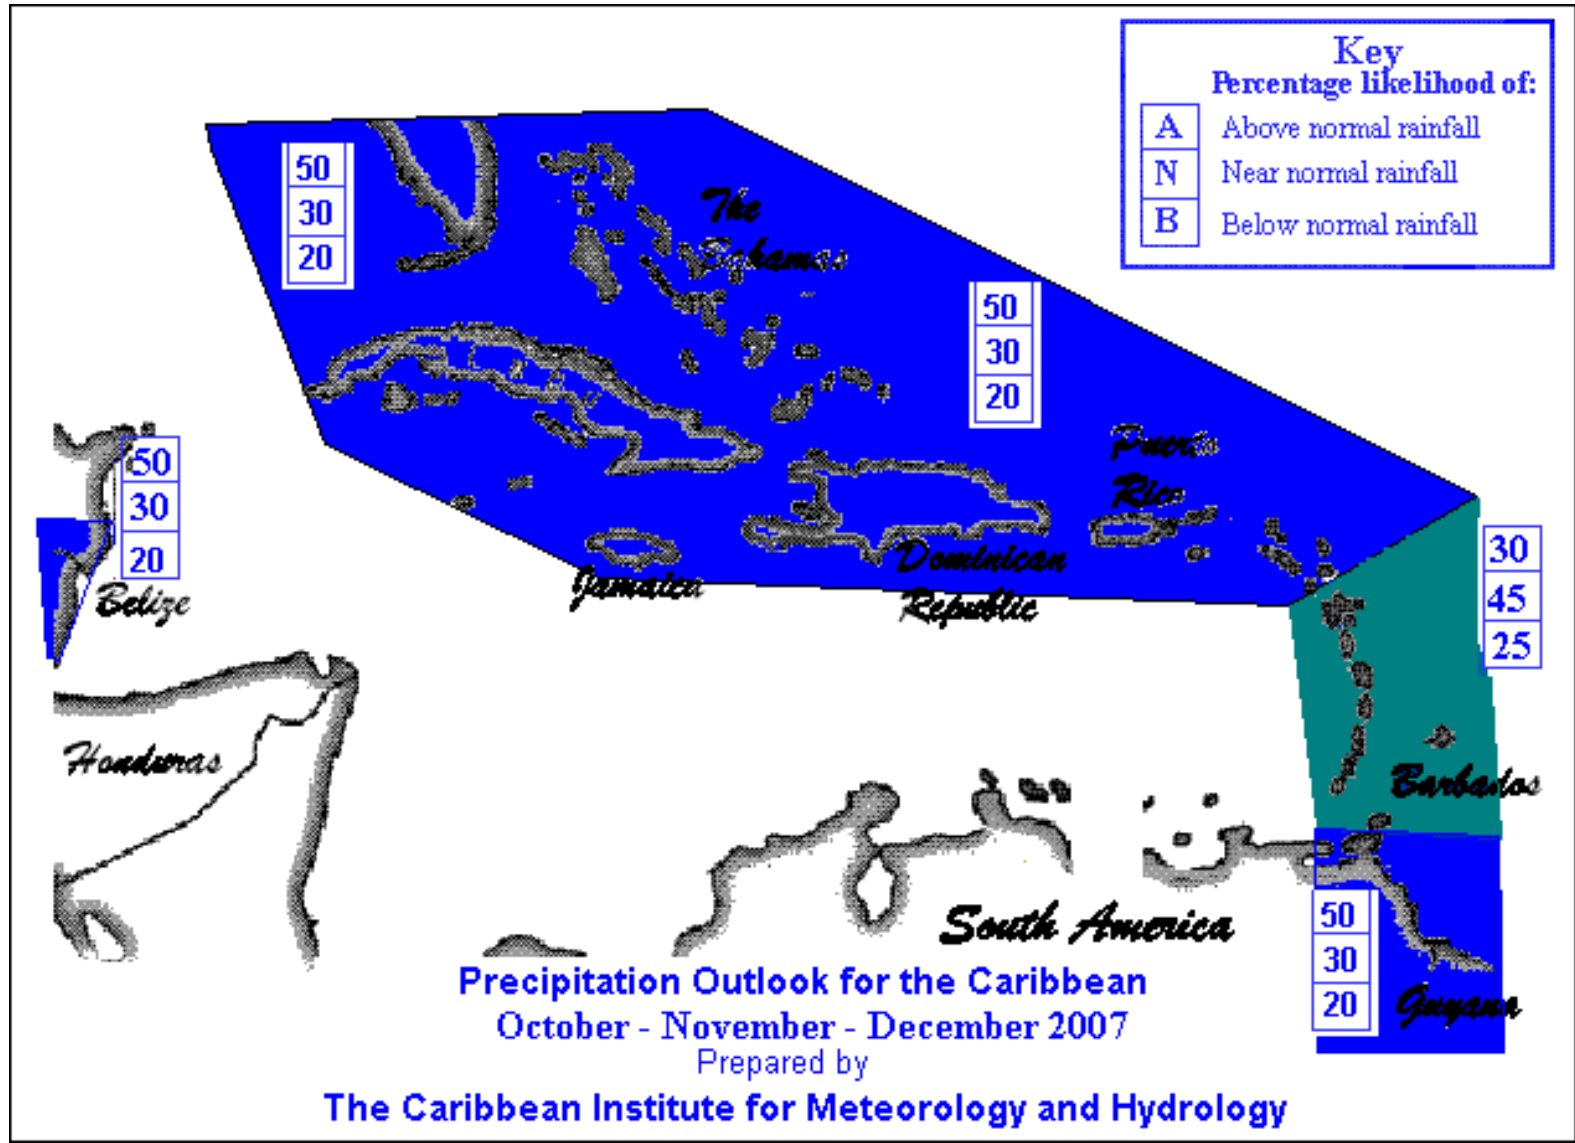 Key
Percentage likelihood of:
A Above normal rainfall
N Near normal rainfall
B Below normal rainfall
50
30
20
The
Bahamas
50
30
20
Puerto
Rico
50
30
20
Belize
Jamaica
Dominican
Republic
30
45
25
Honduras
Barbados
South America
50
30
20
Guyana
Precipitation Outlook for the Caribbean
October - November - December 2007
Prepared by
The Caribbean Institute for Meteorology and Hydrology